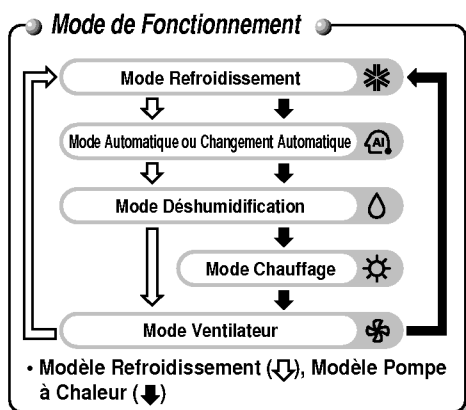 Mode de Fonctionnement
Mode Refroidissement
Mode Automatique ou Changement Automatique
AI
Mode Déshumidification
Mode Chauffage
Mode Ventilateur
• Modèle Refroidissement (⇩), Modèle Pompe
à Chaleur (⬇)